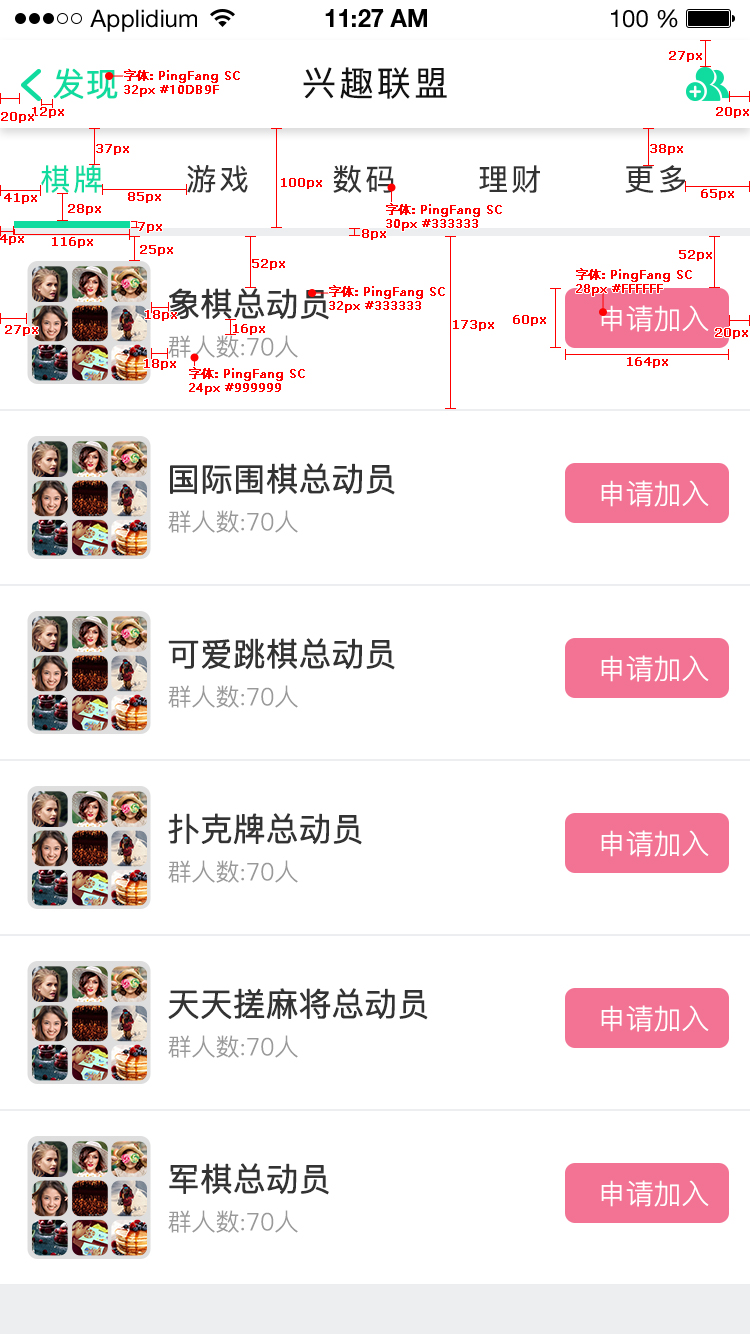 Applidium 11:27 AM 100 %
发现 兴趣联盟
字体: PingFang SC
32px #10DB9F
27px
20px
12px
20px
37px
38px
棋牌 游戏 数码 理财 更多
100px
41px
85px
65px
28px
字体: PingFang SC
30px #333333
7px
4px
116px
8px
25px
52px
52px
象棋总动员
字体: PingFang SC
32px #333333
字体: PingFang SC
28px #FFFFFF
申请加入
18px
27px
16px
173px
60px
20px
群人数:70人
18px
164px
字体: PingFang SC
24px #999999
国际围棋总动员
群人数:70人
申请加入
可爱跳棋总动员
群人数:70人
申请加入
扑克牌总动员
群人数:70人
申请加入
天天搓麻将总动员
群人数:70人
申请加入
军棋总动员
群人数:70人
申请加入